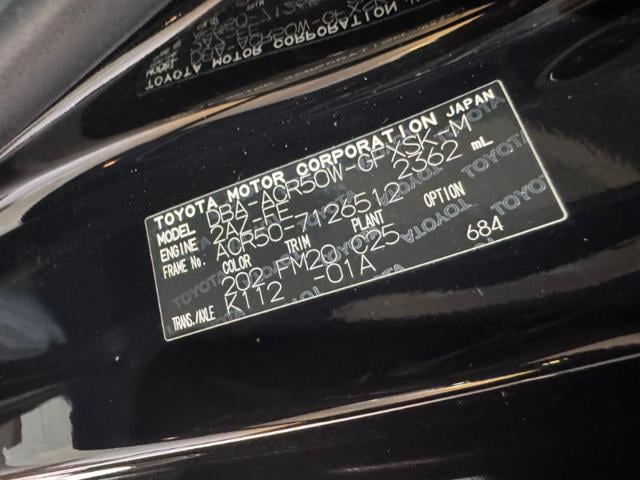 TOYOTA MOTOR CORPORATION JAPAN
MODEL DBA-ACR50W-GFXSK-M
ENGINE 2AZ-FE 2362 mL
FRAME No. ACR50-7126512
COLOR TRIM PLANT OPTION
202 FM20 C25 684
TRANS./AXLE K112 -01A